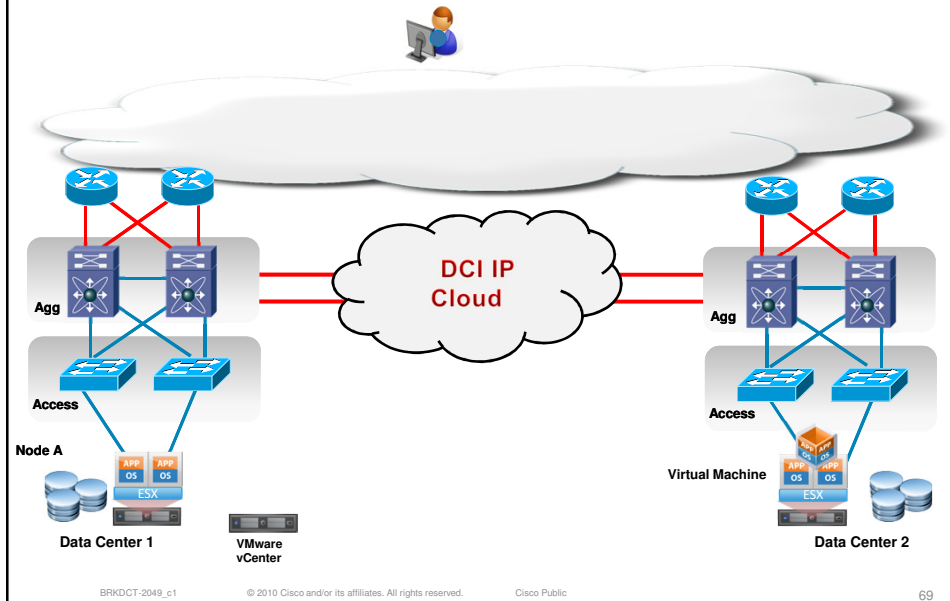 DCI IP
Cloud
Agg
Agg
Access
Access
Node A
APP
OS
APP
OS
ESX
Virtual Machine
APP
APP
APP
OS
APP
OS
ESX
Data Center 1
VMware
vCenter
Data Center 2
BRKDCT-2049_c1
© 2010 Cisco and/or its affiliates. All rights reserved.
Cisco Public
69